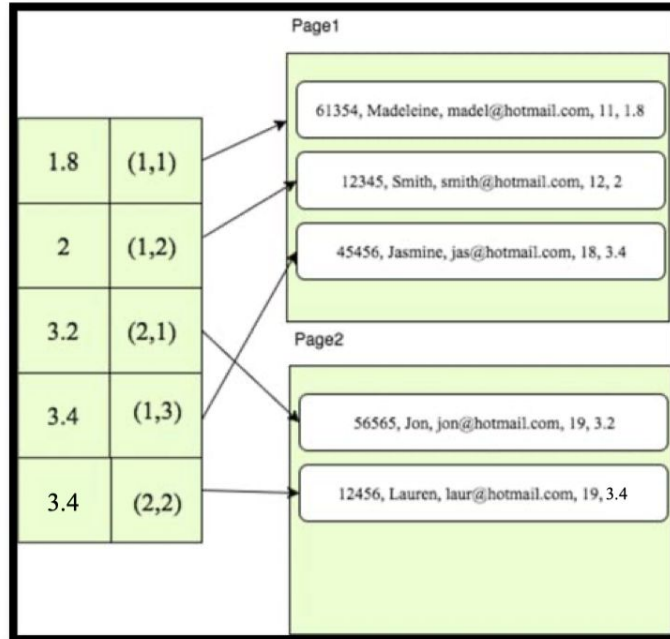 Page1
61354, Madeleine, madel@hotmail.com, 11, 1.8
12345, Smith, smith@hotmail.com, 12, 2
45456, Jasmine, jas@hotmail.com, 18, 3.4
1.8 (1,1)
2 (1,2)
3.2 (2,1)
3.4 (1,3)
3.4 (2,2)
Page2
56565, Jon, jon@hotmail.com, 19, 3.2
12456, Lauren, laur@hotmail.com, 19, 3.4